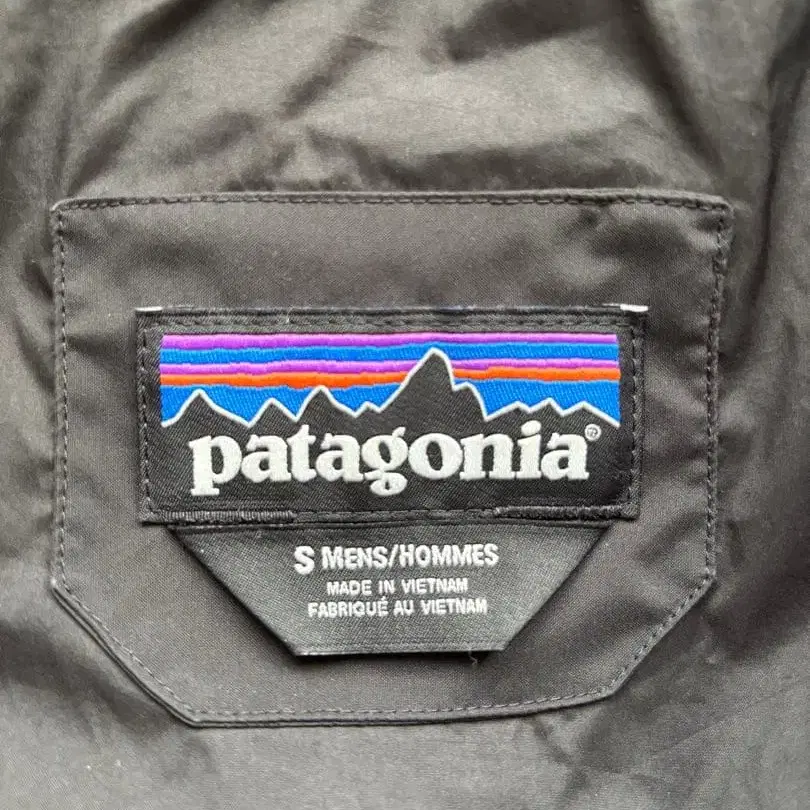 patagonia®
S MENS/HOMMES
MADE IN VIETNAM
FABRIQUÉ AU VIETNAM